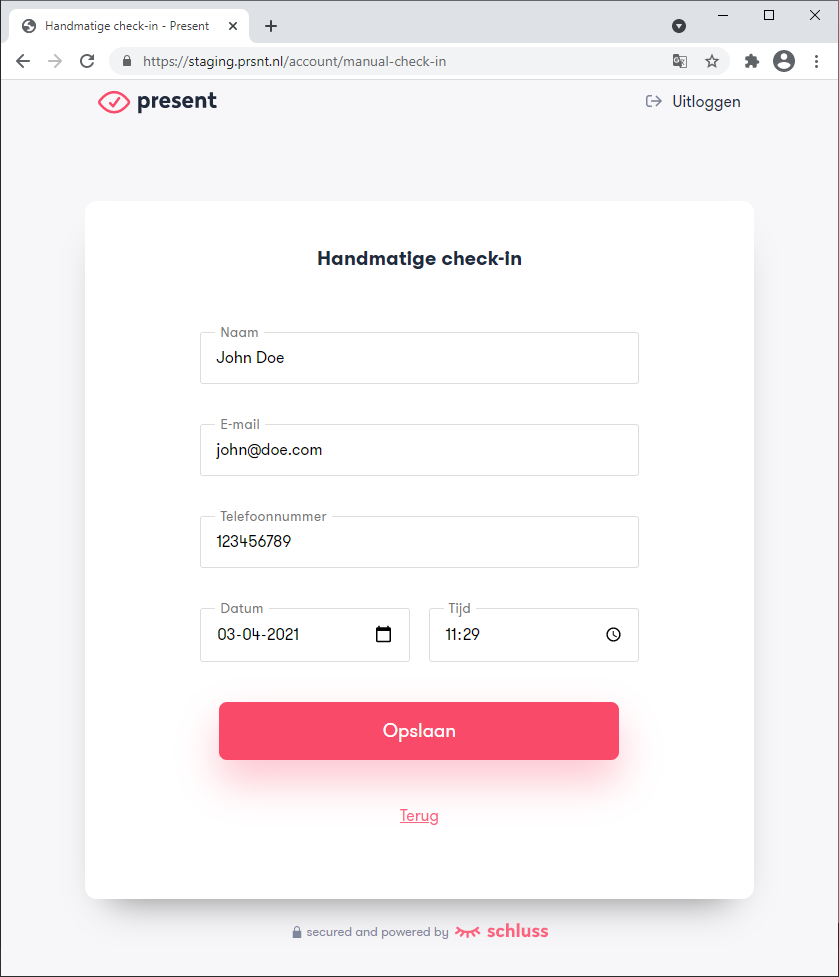 Handmatige check-in - Present
https://staging.prsnt.nl/account/manual-check-in
present
Uitloggen
Handmatige check-in
Naam
John Doe
E-mail
john@doe.com
Telefoonnummer
123456789
Datum
Tijd
03-04-2021
11:29
Opslaan
Terug
secured and powered by schluss